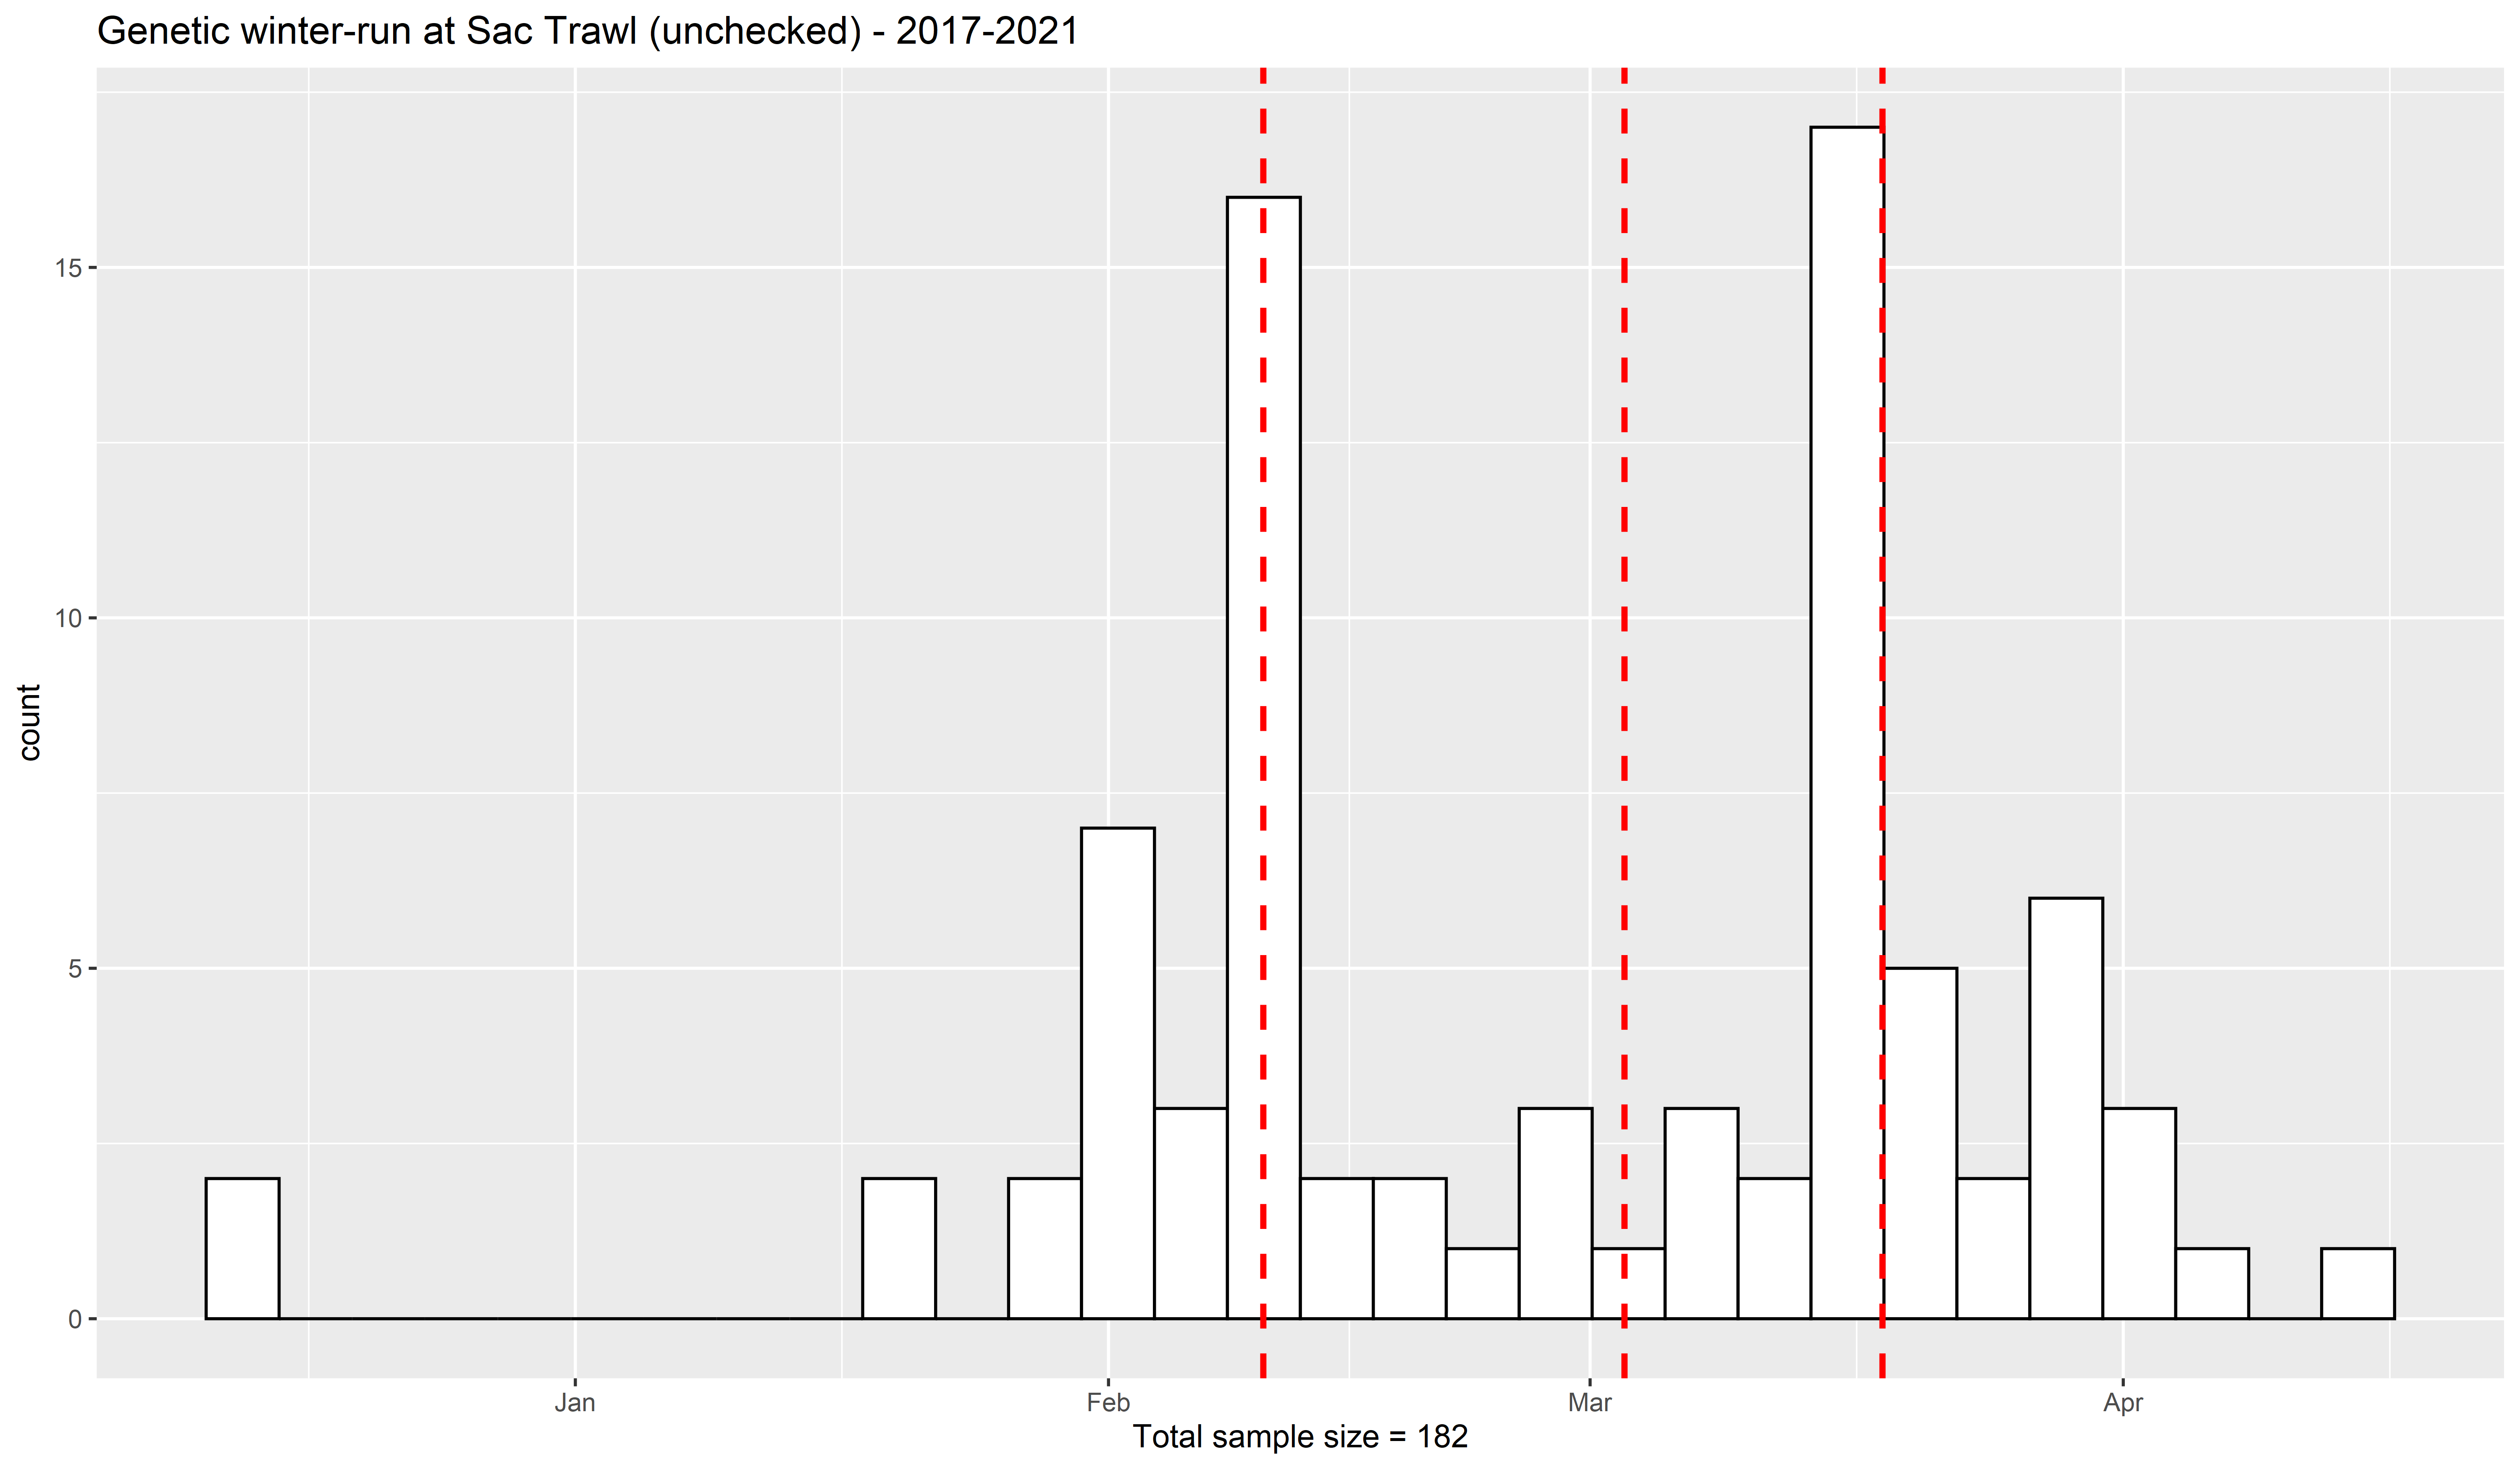 Genetic winter-run at Sac Trawl (unchecked) - 2017-2021
count
15
10
5
0
Jan Feb Mar Apr
Total sample size = 182